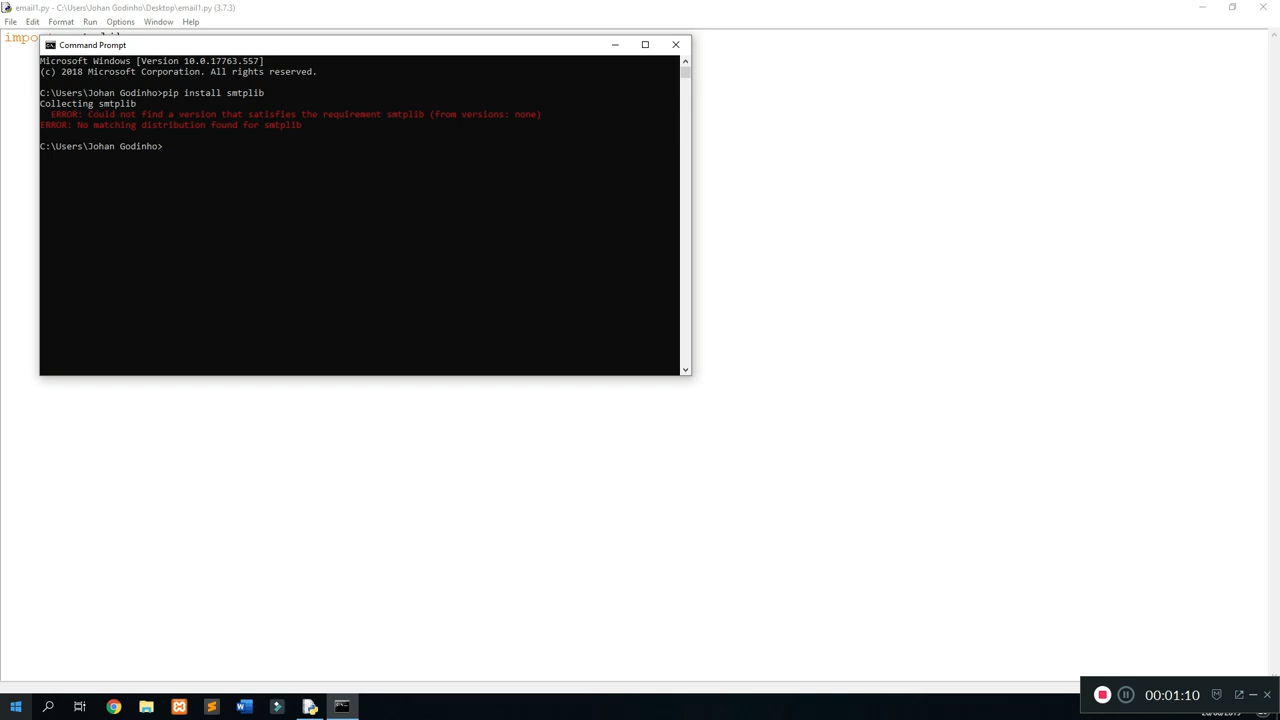 email1.py - C:\Users\Johan Godinho\Desktop\email1.py (3.7.3)
File Edit Format Run Options Window Help
Command Prompt
Microsoft Windows [Version 10.0.17763.557]
(c) 2018 Microsoft Corporation. All rights reserved.
C:\Users\Johan Godinho>pip install smtplib
Collecting smtplib
ERROR: Could not find a version that satisfies the requirement smtplib (from versions: none)
ERROR: No matching distribution found for smtplib
C:\Users\Johan Godinho>
00:01:10